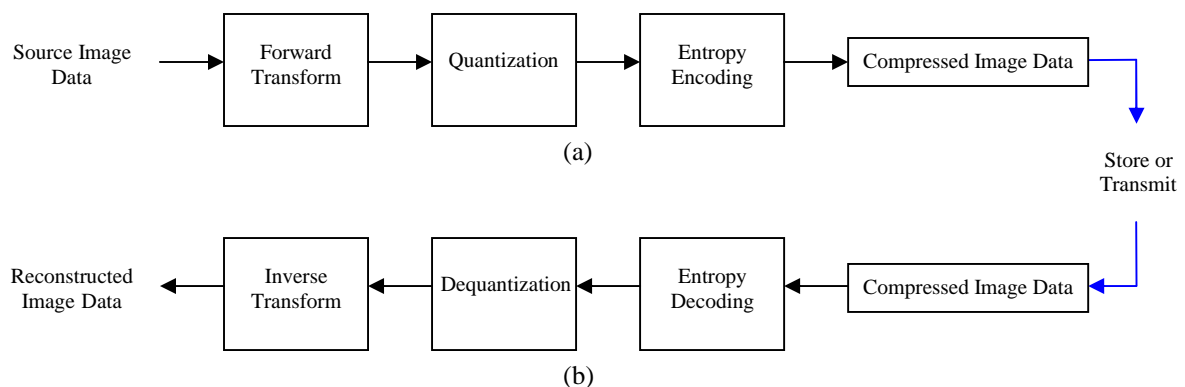 Source Image
Data
Forward
Transform
Quantization
Entropy
Encoding
Compressed Image Data
(a)
Store or
Transmit
Reconstructed
Image Data
Inverse
Transform
Dequantization
Entropy
Decoding
Compressed Image Data
(b)